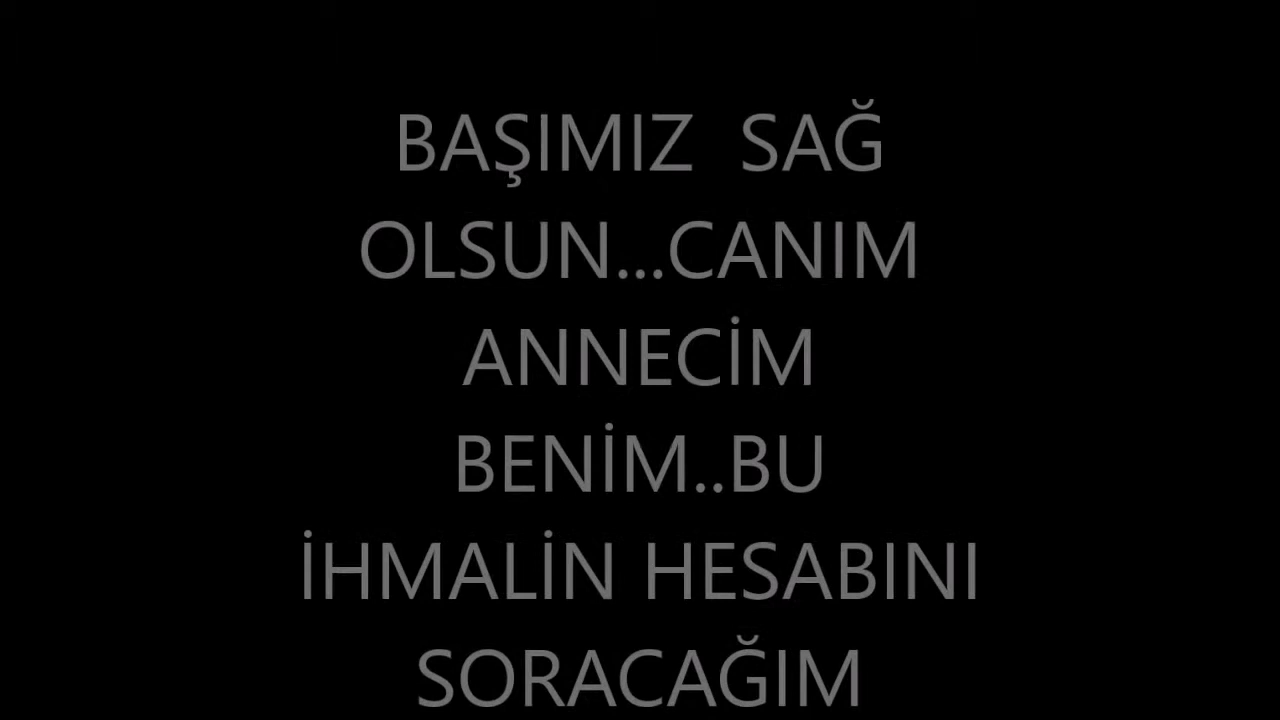 BAŞIMIZ  SAĞ
OLSUN...CANIM
ANNECİM
BENİM..BU
İHMALİN HESABINI
SORACAĞIM